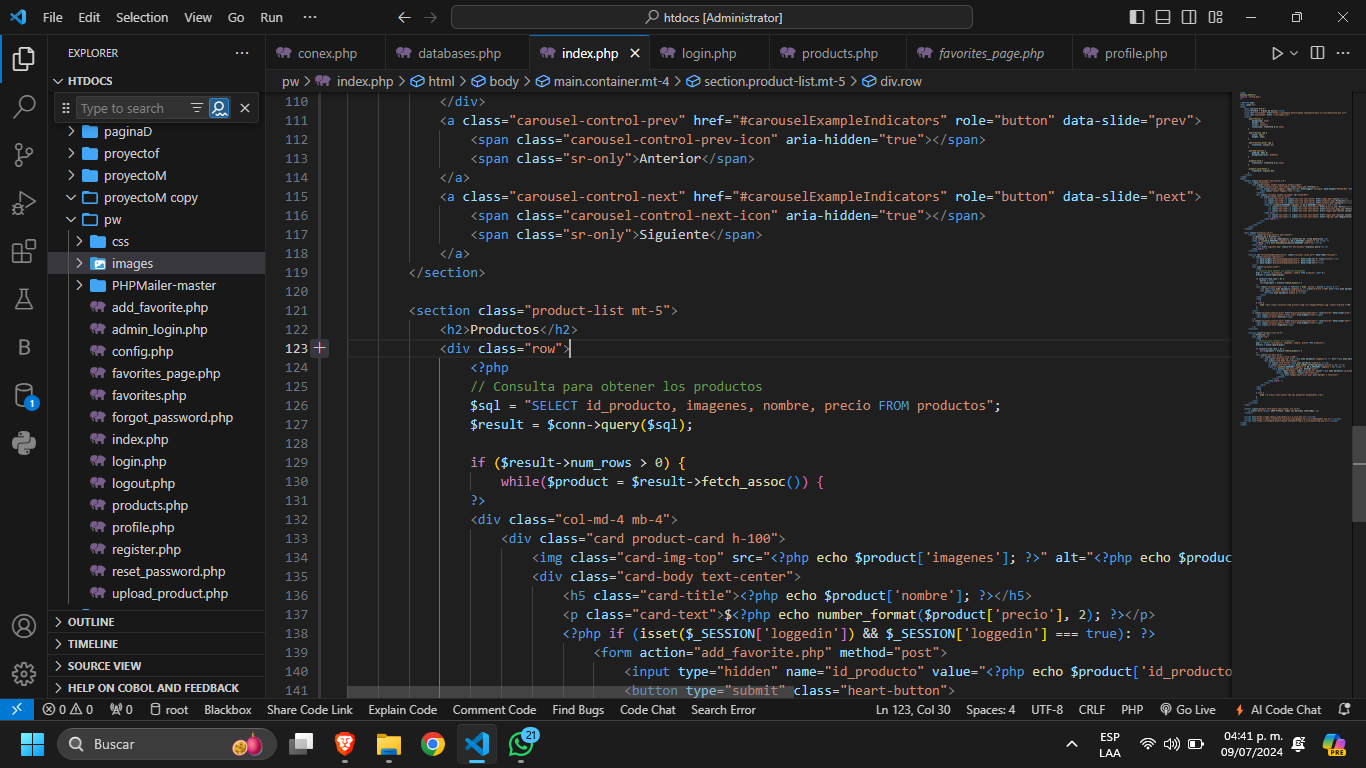 File Edit Selection View Go Run ··· htdocs [Administrator]
EXPLORER ···
conex.php databases.php index.php login.php products.php favorites_page.php profile.php
HTDOCS
pw > index.php > html > body > main.container.mt-4 > section.product-list.mt-5 > div.row
Type to search
paginaD
proyectof
proyectoM
proyectoM copy
pw
css
images
PHPMailer-master
add_favorite.php
admin_login.php
config.php
favorites_page.php
favorites.php
forgot_password.php
index.php
login.php
logout.php
products.php
profile.php
register.php
reset_password.php
upload_product.php
OUTLINE
TIMELINE
SOURCE VIEW
HELP ON COBOL AND FEEDBACK
110 </div>
111 <a class="carousel-control-prev" href="#carouselExampleIndicators" role="button" data-slide="prev">
112 <span class="carousel-control-prev-icon" aria-hidden="true"></span>
113 <span class="sr-only">Anterior</span>
114 </a>
115 <a class="carousel-control-next" href="#carouselExampleIndicators" role="button" data-slide="next">
116 <span class="carousel-control-next-icon" aria-hidden="true"></span>
117 <span class="sr-only">Siguiente</span>
118 </a>
119 </section>
120
121 <section class="product-list mt-5">
122 <h2>Productos</h2>
123 <div class="row">
124 <?php
125 // Consulta para obtener los productos
126 $sql = "SELECT id_producto, imagenes, nombre, precio FROM productos";
127 $result = $conn->query($sql);
128
129 if ($result->num_rows > 0) {
130 while($product = $result->fetch_assoc()) {
131 ?>
132 <div class="col-md-4 mb-4">
133 <div class="card product-card h-100">
134 <img class="card-img-top" src="<?php echo $product['imagenes']; ?>" alt="<?php echo $produc
135 <div class="card-body text-center">
136 <h5 class="card-title"><?php echo $product['nombre']; ?></h5>
137 <p class="card-text">$<?php echo number_format($product['precio'], 2); ?></p>
138 <?php if (isset($_SESSION['loggedin']) && $_SESSION['loggedin'] === true): ?>
139 <form action="add_favorite.php" method="post">
140 <input type="hidden" name="id_producto" value="<?php echo $product['id_producto
141 <button type="submit" class="heart-button">
0 0 0 root Blackbox Share Code Link Explain Code Comment Code Find Bugs Code Chat Search Error Ln 123, Col 30 Spaces: 4 UTF-8 CRLF PHP Go Live AI Code Chat
1
B
Buscar
21
ESP
LAA
04:41 p. m.
09/07/2024
PRE